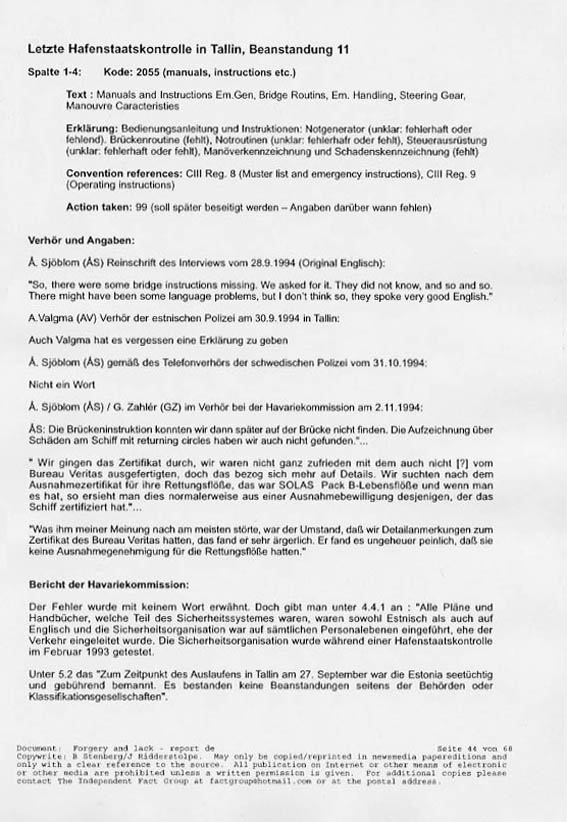 Letzte Hafenstaatskontrolle in Tallin, Beanstandung 11
Spalte 1-4: Kode: 2055 (manuals, instructions etc.)
Text : Manuals and Instructions Em.Gen, Bridge Routins, Em. Handling, Steering Gear,
Manouvre Caracteristies
Erklärung: Bedienungsanleitung und Instruktionen: Notgenerator (unklar: fehlerhaft oder
fehlend). Brückenroutine (fehlt), Notroutinen (unklar: fehlerhafr oder fehlt), Steuerausrüstung
(unklar: fehlerhaft oder fehlt), Manöverkennzeichnung und Schadenskennzeichnung (fehlt)
Convention references: CIII Reg. 8 (Muster list and emergency instructions), CIII Reg. 9
(Operating instructions)
Action taken: 99 (soll später beseitigt werden – Angaben darüber wann fehlen)
Verhör und Angaben:
Å. Sjöblom (ÅS) Reinschrift des Interviews vom 28.9.1994 (Original Englisch):
"So, there were some bridge instructions missing. We asked for it. They did not know, and so and so.
There might have been some language problems, but I don't think so, they spoke very good English."
A.Valgma (AV) Verhör der estnischen Polizei am 30.9.1994 in Tallin:
Auch Valgma hat es vergessen eine Erklärung zu geben
Å. Sjöblom (ÅS) gemäß des Telefonverhörs der schwedischen Polizei vom 31.10.1994:
Nicht ein Wort
Å. Sjöblom (ÅS) / G. Zahlér (GZ) im Verhör bei der Havariekommission am 2.11.1994:
ÅS: Die Brückeninstruktion konnten wir dann später auf der Brücke nicht finden. Die Aufzeichnung über
Schäden am Schiff mit returning circles haben wir auch nicht gefunden."...
" Wir gingen das Zertifikat durch, wir waren nicht ganz zufrieden mit dem auch nicht [?] vom
Bureau Veritas ausgefertigten, doch das bezog sich mehr auf Details. Wir suchten nach dem
Ausnahmezertifikat für ihre Rettungsflöße, das war SOLAS Pack B-Lebensflöße und wenn man
es hat, so ersieht man dies normalerweise aus einer Ausnahmebewilligung desjenigen, der das
Schiff zertifiziert hat."...
"Was ihm meiner Meinung nach am meisten störte, war der Umstand, daß wir Detailanmerkungen zum
Zertifikat des Bureau Veritas hatten, das fand er sehr ärgerlich. Er fand es ungeheuer peinlich, daß sie
keine Ausnahmegenehmigung für die Rettungsflöße hatten."
Bericht der Havariekommission:
Der Fehler wurde mit keinem Wort erwähnt. Doch gibt man unter 4.4.1 an : "Alle Pläne und
Handbücher, welche Teil des Sicherheitssystemes waren, waren sowohl Estnisch als auch auf
Englisch und die Sicherheitsorganisation war auf sämtlichen Personalebenen eingeführt, ehe der
Verkehr eingeleitet wurde. Die Sicherheitsorganisation wurde während einer Hafenstaatskontrolle
im Februar 1993 getestet.
Unter 5.2 das "Zum Zeitpunkt des Auslaufens in Tallin am 27. September war die Estonia seetüchtig
und gebührend bemannt. Es bestanden keine Beanstandungen seitens der Behörden oder
Klassifikationsgesellschaften".
Document: Forgery and lack - report de Seite 44 von 68
Copywrite: B Stenberg/J Ridderstolpe. May only be copied/reprinted in newsmedia papereditions and
only with a clear reference to the source. All publication on Internet or other means of electronic
or other media are prohibited unless a written permission is given. For additional copies please
contact The Independent Fact Group at factgroup@hotmail.com or at the postal address.